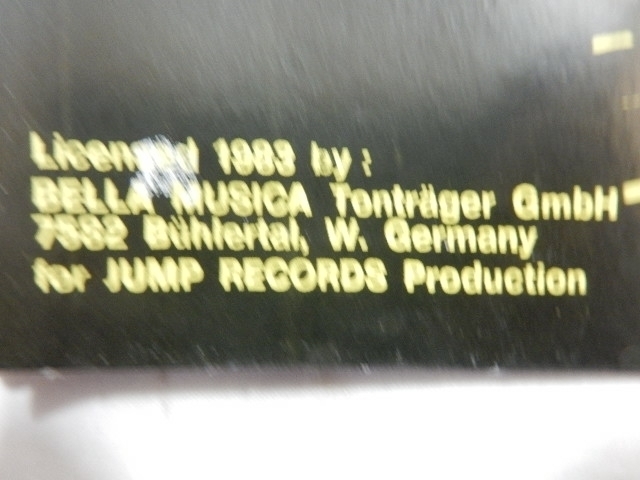 Licensed 1983 by:
BELLA MUSICA Tonträger GmbH
7582 Bühlertal, W. Germany
for JUMP RECORDS Production